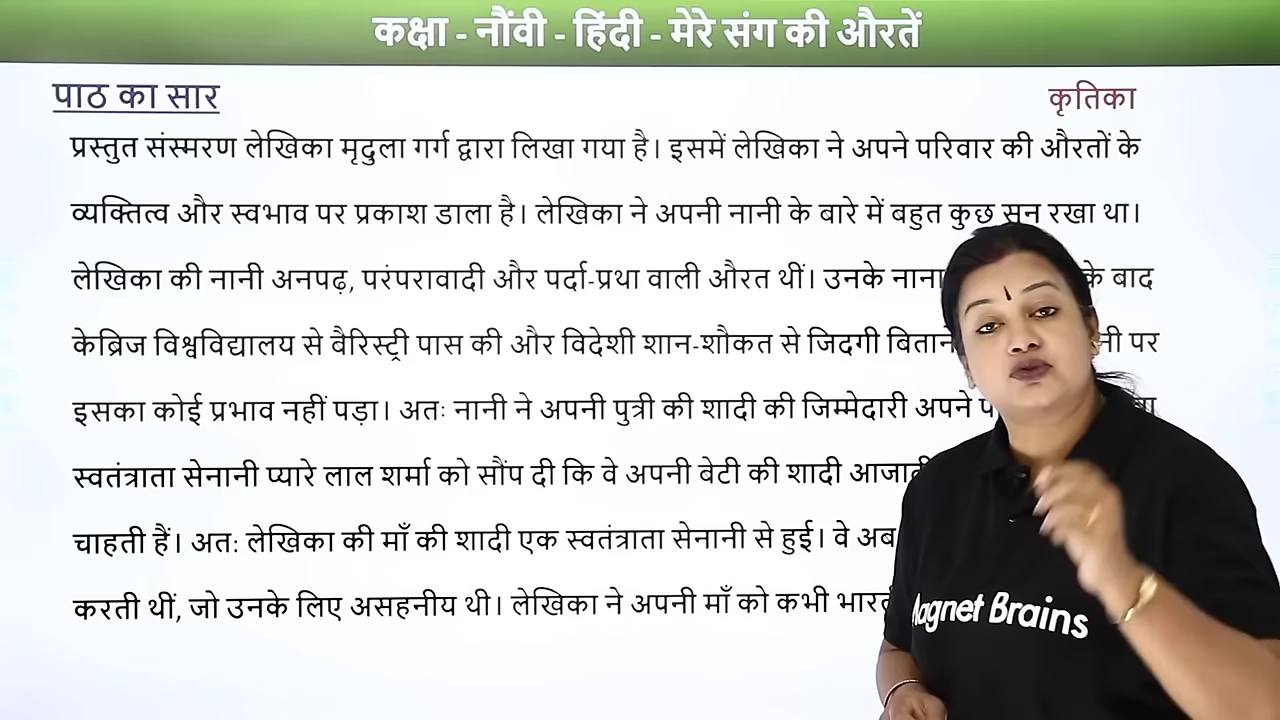 कक्षा - नौंवी - हिंदी - मेरे संग की औरतें
पाठ का सार
कृतिका
प्रस्तुत संस्मरण लेखिका मृदुला गर्ग द्वारा लिखा गया है। इसमें लेखिका ने अपने परिवार की औरतों के
व्यक्तित्व और स्वभाव पर प्रकाश डाला है। लेखिका ने अपनी नानी के बारे में बहुत कुछ सुन रखा था।
लेखिका की नानी अनपढ़, परंपरावादी और पर्दा-प्रथा वाली औरत थीं। उनके नाना के बाद
केब्रिज विश्वविद्यालय से बैरिस्ट्री पास की और विदेशी शान-शौकत से जिदगी बिताने पर
इसका कोई प्रभाव नहीं पड़ा। अतः नानी ने अपनी पुत्री की शादी की जिम्मेदारी अपने
स्वतंत्राता सेनानी प्यारे लाल शर्मा को सौंप दी कि वे अपनी बेटी की शादी
चाहती हैं। अतः लेखिका की माँ की शादी एक स्वतंत्राता सेनानी से हुई। वे अब
करती थीं, जो उनके लिए असहनीय थी। लेखिका ने अपनी माँ को कभी
Magnet Brains